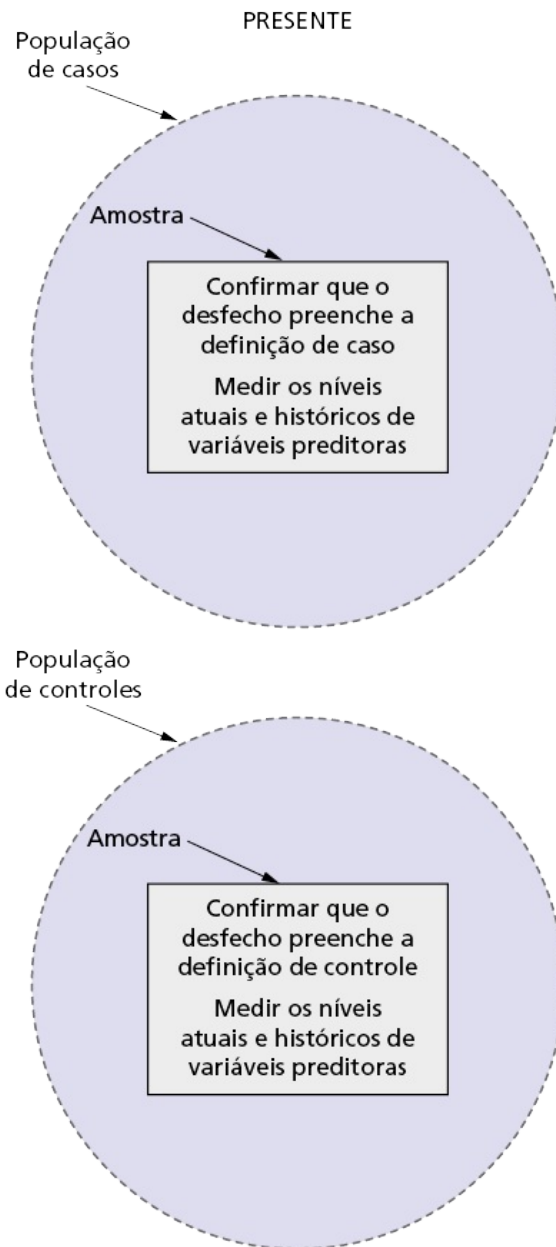 PRESENTE
População
de casos
Amostra
Confirmar que o
desfecho preenche a
definição de caso
Medir os níveis
atuais e históricos de
variáveis preditoras
População
de controles
Amostra
Confirmar que o
desfecho preenche a
definição de controle
Medir os níveis
atuais e históricos de
variáveis preditoras